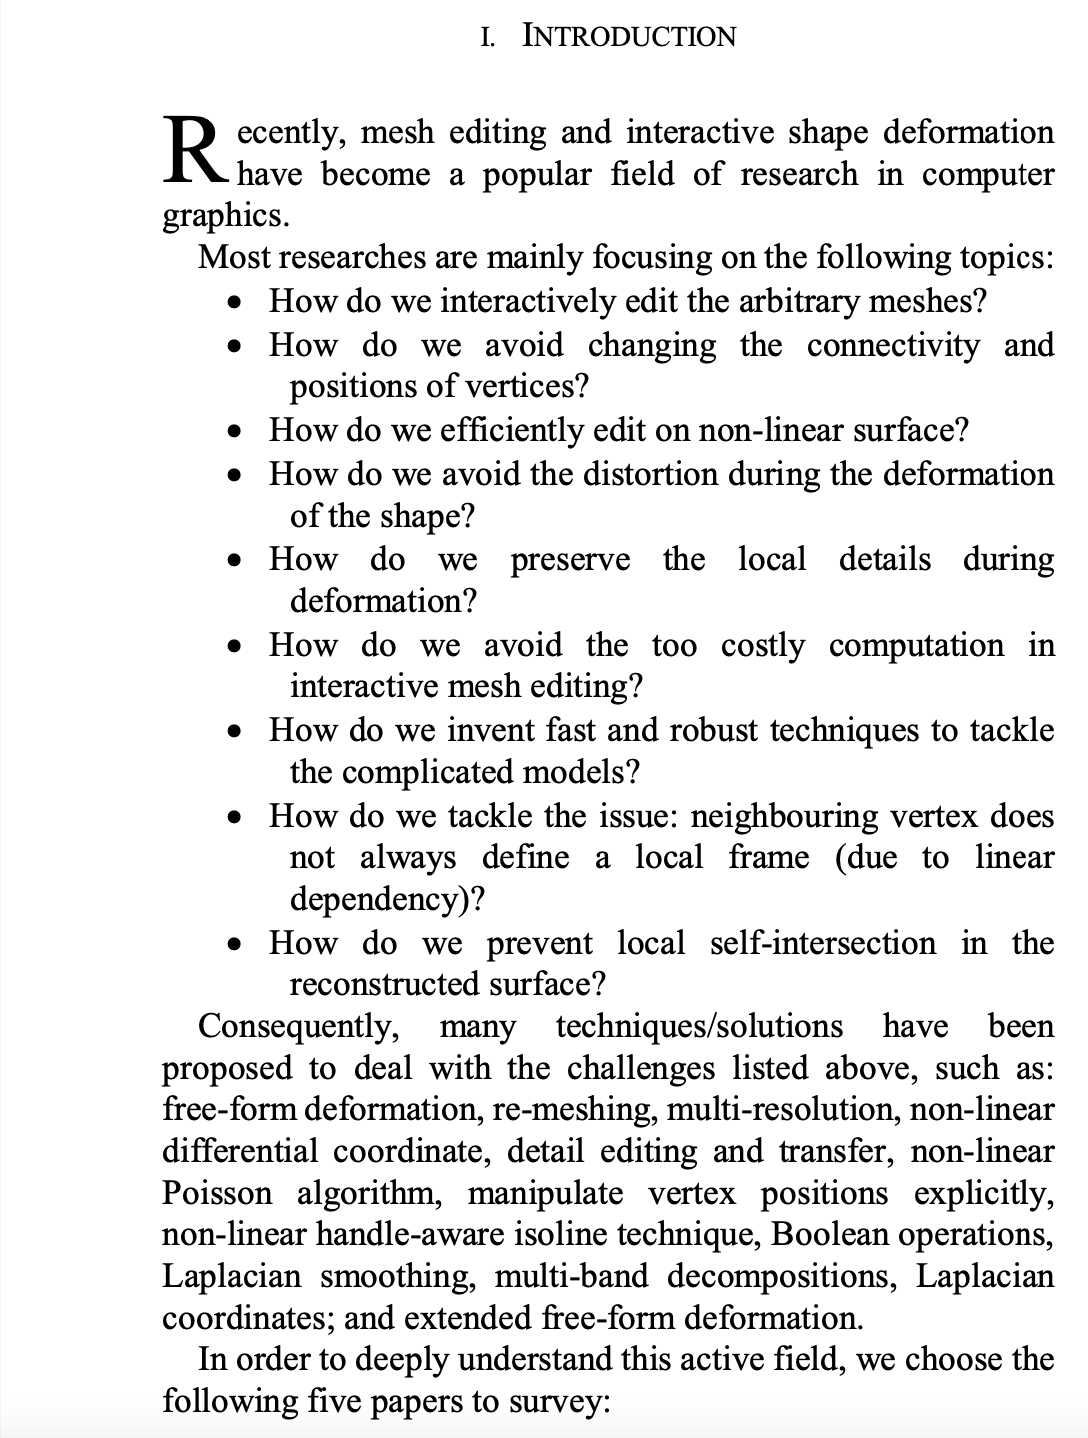 I. INTRODUCTION
Recently, mesh editing and interactive shape deformation
have become a popular field of research in computer
graphics.
Most researches are mainly focusing on the following topics:
• How do we interactively edit the arbitrary meshes?
• How do we avoid changing the connectivity and
positions of vertices?
• How do we efficiently edit on non-linear surface?
• How do we avoid the distortion during the deformation
of the shape?
• How do we preserve the local details during
deformation?
• How do we avoid the too costly computation in
interactive mesh editing?
• How do we invent fast and robust techniques to tackle
the complicated models?
• How do we tackle the issue: neighbouring vertex does
not always define a local frame (due to linear
dependency)?
• How do we prevent local self-intersection in the
reconstructed surface?
Consequently, many techniques/solutions have been
proposed to deal with the challenges listed above, such as:
free-form deformation, re-meshing, multi-resolution, non-linear
differential coordinate, detail editing and transfer, non-linear
Poisson algorithm, manipulate vertex positions explicitly,
non-linear handle-aware isoline technique, Boolean operations,
Laplacian smoothing, multi-band decompositions, Laplacian
coordinates; and extended free-form deformation.
In order to deeply understand this active field, we choose the
following five papers to survey: